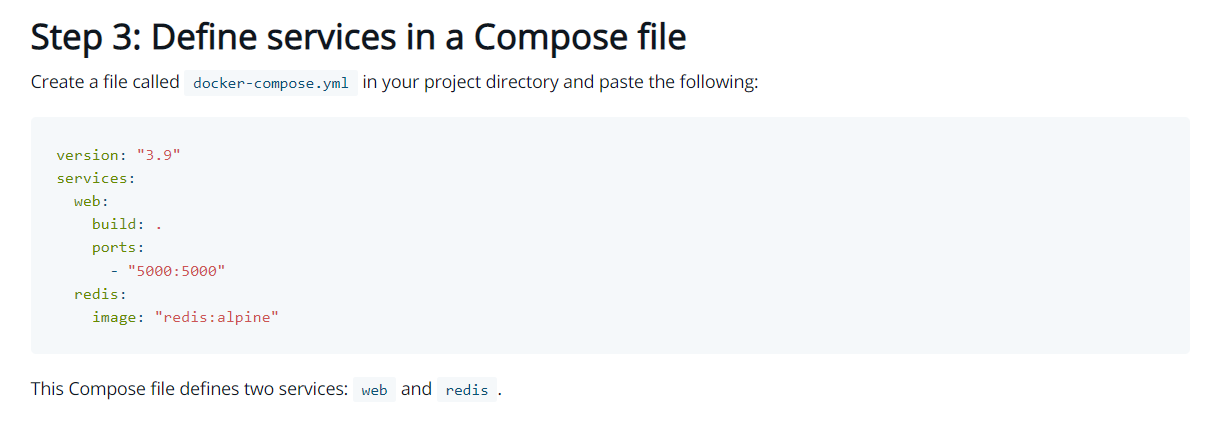 Step 3: Define services in a Compose file
Create a file called docker-compose.yml in your project directory and paste the following:
version: "3.9"
services:
  web:
    build: .
    ports:
      - "5000:5000"
  redis:
    image: "redis:alpine"
This Compose file defines two services: web and redis.